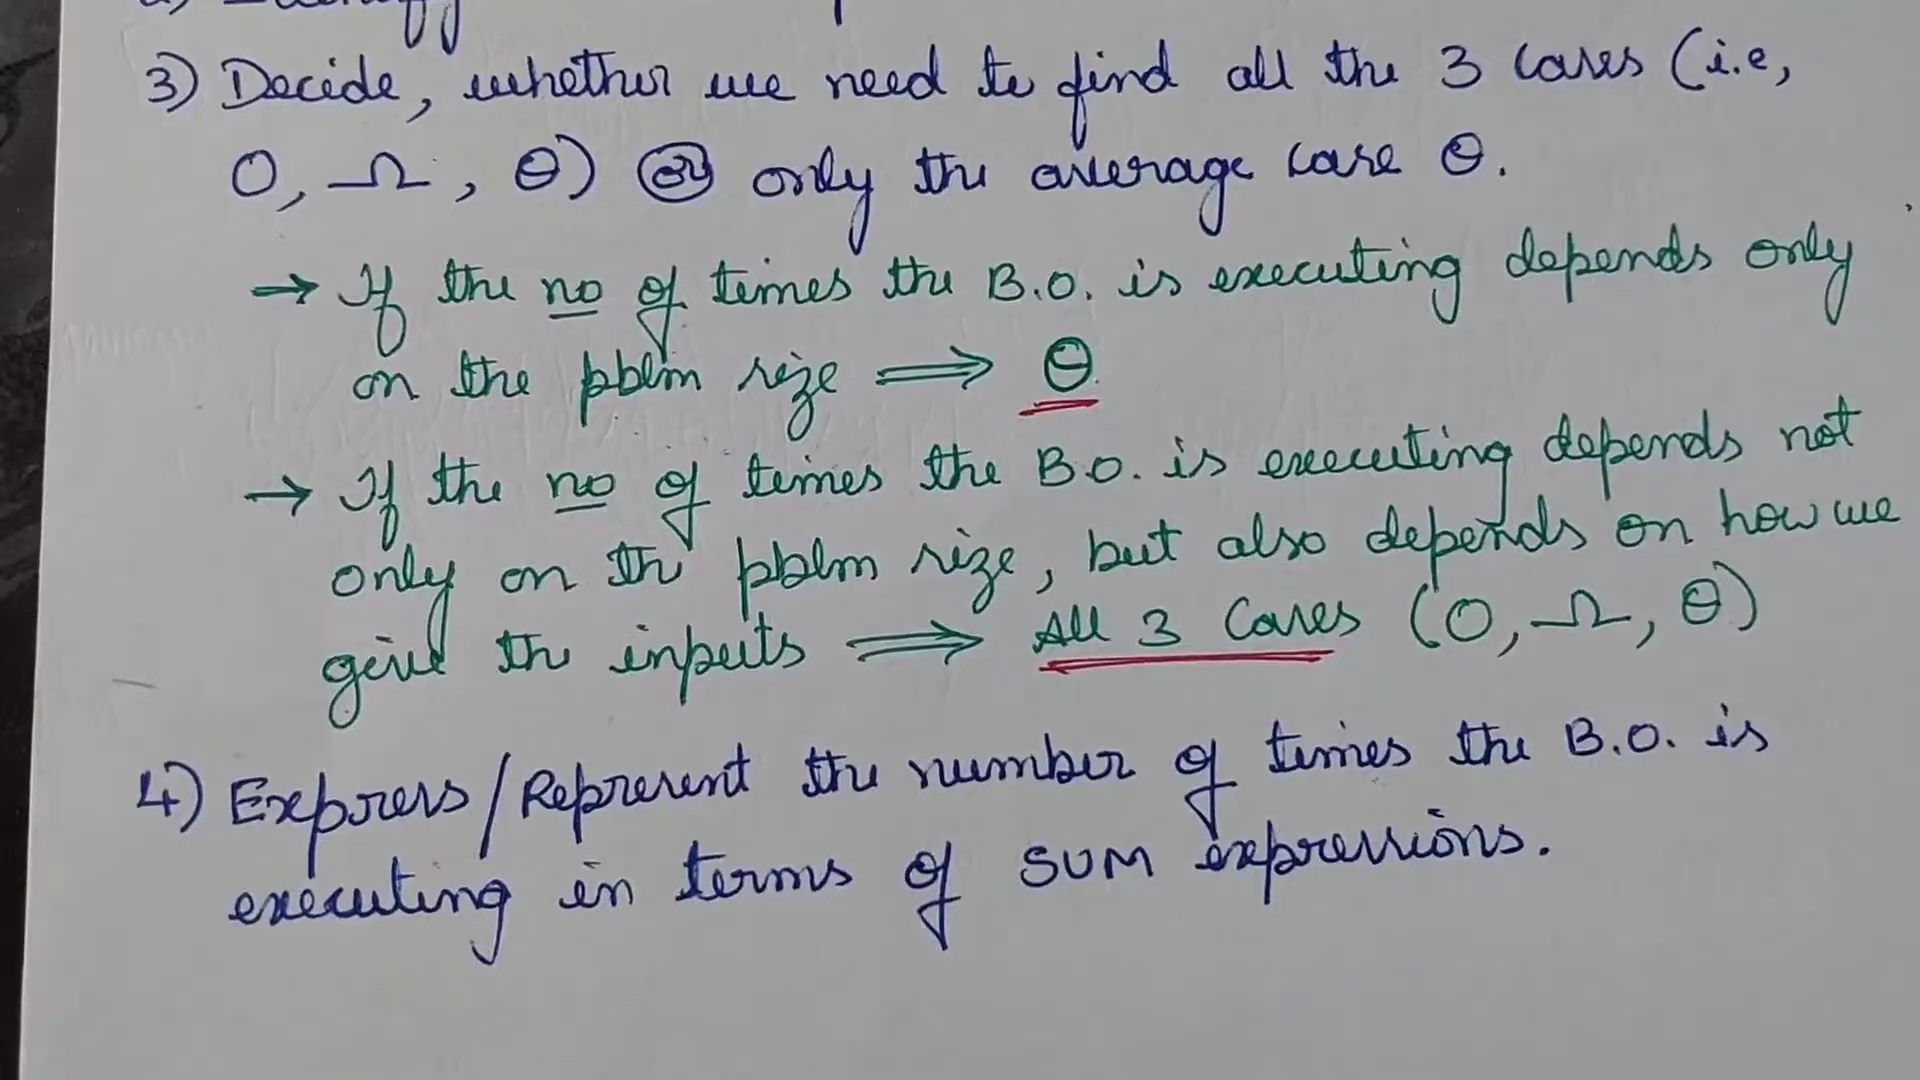 3) Decide, whether we need to find all the 3 cases (i.e,
O, Ω, Θ) or only the average case Θ.
→ If the no of times the B.O. is executing depends only
on the pblm size ⟹ Θ
→ If the no of times the B.O. is executing depends not
only on the pblm size, but also depends on how we
give the inputs ⟹ All 3 Cases (O, Ω, Θ)
4) Express/Represent the number of times the B.O. is
executing in terms of SUM expressions.